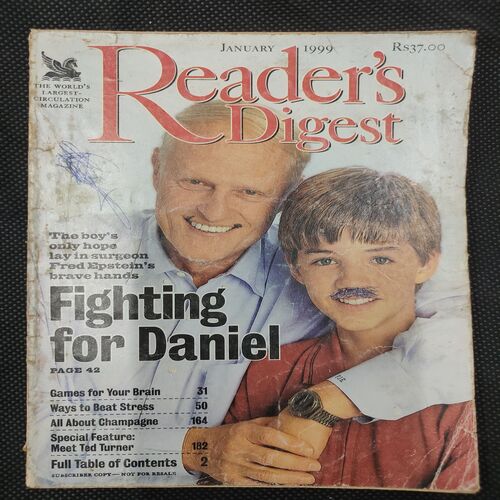 JANUARY 1999 Rs37.00
Reader's
Digest
THE WORLD'S
LARGEST-
CIRCULATION
MAGAZINE
The boy's
only hope
lay in surgeon
Fred Epstein's
brave hands
Fighting
for Daniel
PAGE 42
Games for Your Brain 31
Ways to Beat Stress 50
All About Champagne 164
Special Feature:
Meet Ted Turner 182
Full Table of Contents 2
SUBSCRIBER COPY — NOT FOR RESALE